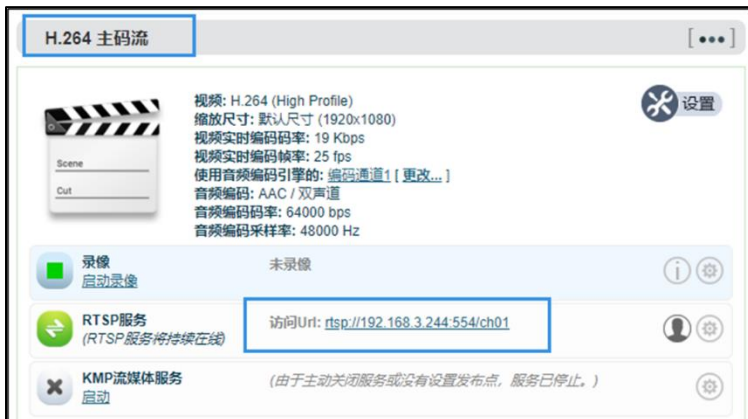 H.264 主码流
[•••]
视频: H.264 (High Profile)
缩放尺寸: 默认尺寸 (1920x1080)
视频实时编码码率: 19 Kbps
视频实时编码帧率: 25 fps
使用音频编码引擎的: 编码通道1 [ 更改... ]
音频编码: AAC / 双声道
音频编码码率: 64000 bps
音频编码采样率: 48000 Hz
设置
Scene
Cut
录像
启动录像
未录像
RTSP服务
(RTSP服务将持续在线)
访问Url: rtsp://192.168.3.244:554/ch01
KMP流媒体服务
启动
(由于主动关闭服务或没有设置发布点，服务已停止。)